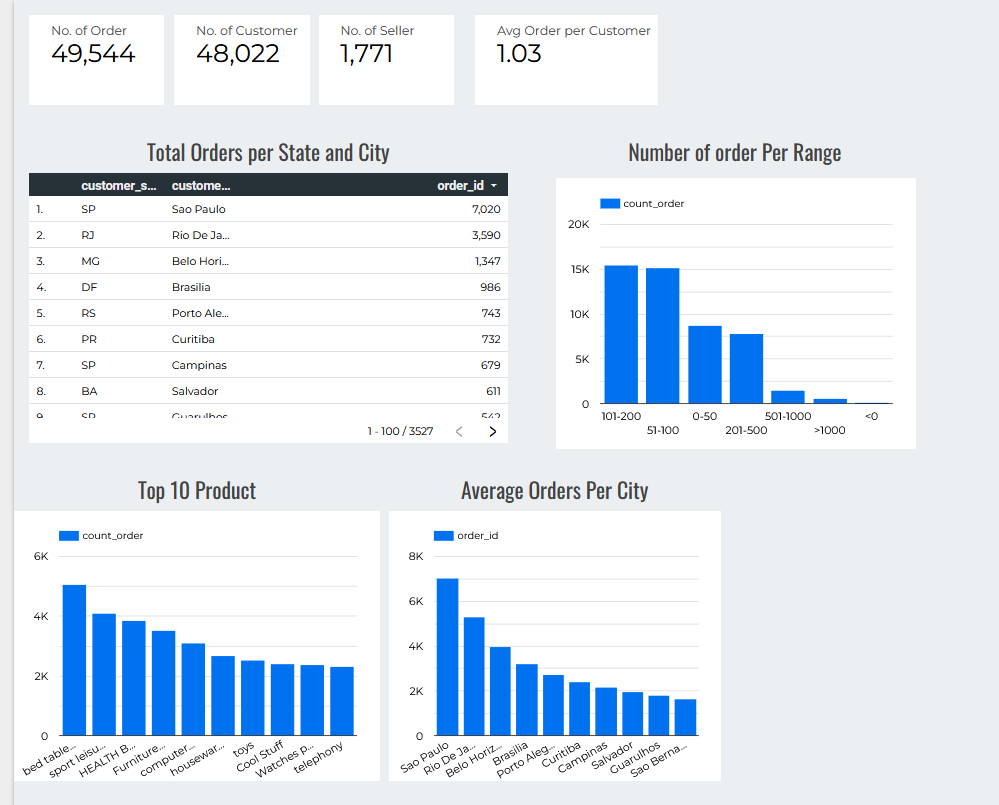 No. of Order
49,544
No. of Customer
48,022
No. of Seller
1,771
Avg Order per Customer
1.03
Total Orders per State and City
customer_s... custome... order_id
1. SP Sao Paulo 7,020
2. RJ Rio De Ja... 3,590
3. MG Belo Hori... 1,347
4. DF Brasilia 986
5. RS Porto Ale... 743
6. PR Curitiba 732
7. SP Campinas 679
8. BA Salvador 611
9. SP Guarulhos 542
1 - 100 / 3527
Number of order Per Range
count_order
20K
15K
10K
5K
0
101-200 0-50 501-1000 <0
51-100 201-500 >1000
Top 10 Product
count_order
6K
4K
2K
0
bed table... sport leisu... HEALTH B... Furniture... computer... housewar... toys Cool Stuff Watches p... telephony
Average Orders Per City
order_id
8K
6K
4K
2K
0
Sao Paulo Rio De Ja... Belo Horiz... Brasilia Porto Aleg... Curitiba Campinas Salvador Guarulhos Sao Berna...